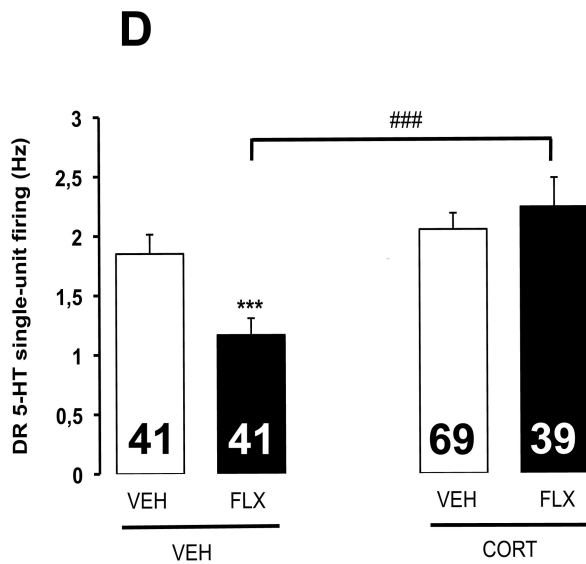 D
DR 5-HT single-unit firing (Hz)
3
2,5
2
1,5
1
0,5
0
###
***
41
41
69
39
VEH
FLX
VEH
FLX
VEH
CORT